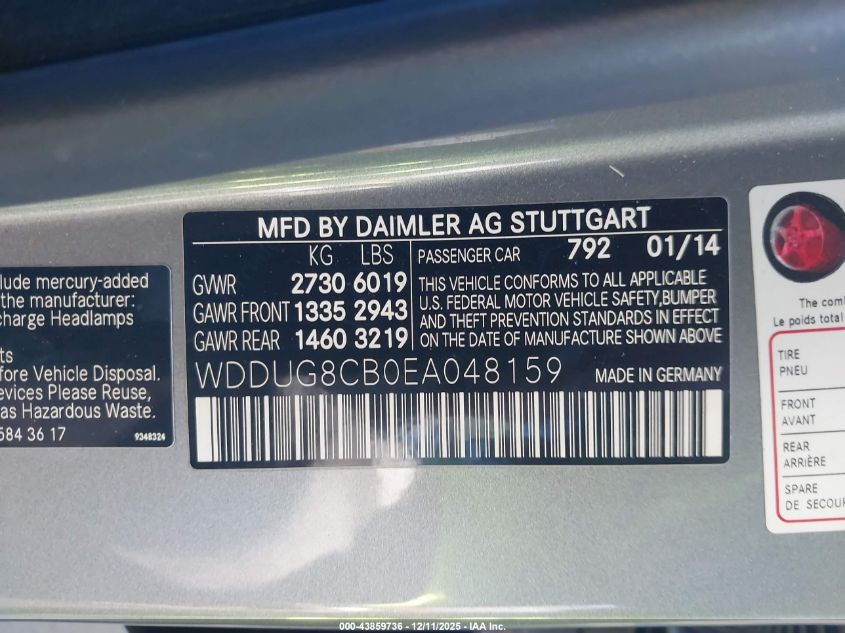 MFD BY DAIMLER AG STUTTGART
KG LBS
GVWR 2730 6019
GAWR FRONT 1335 2943
GAWR REAR 1460 3219
PASSENGER CAR 792 01/14
THIS VEHICLE CONFORMS TO ALL APPLICABLE
U.S. FEDERAL MOTOR VEHICLE SAFETY,BUMPER
AND THEFT PREVENTION STANDARDS IN EFFECT
ON THE DATE OF MANUFACTURE SHOWN ABOVE
WDDUG8CB0EA048159 MADE IN GERMANY
clude mercury-added
the manufacturer:
charge Headlamps
ts
efore Vehicle Disposal.
evices Please Reuse,
as Hazardous Waste.
584 36 17 9348324
The comb
Le poids total
TIRE
PNEU
FRONT
AVANT
REAR
ARRIÈRE
SPARE
DE SECOUR
000-43859736 - 12/11/2025 - IAA Inc.